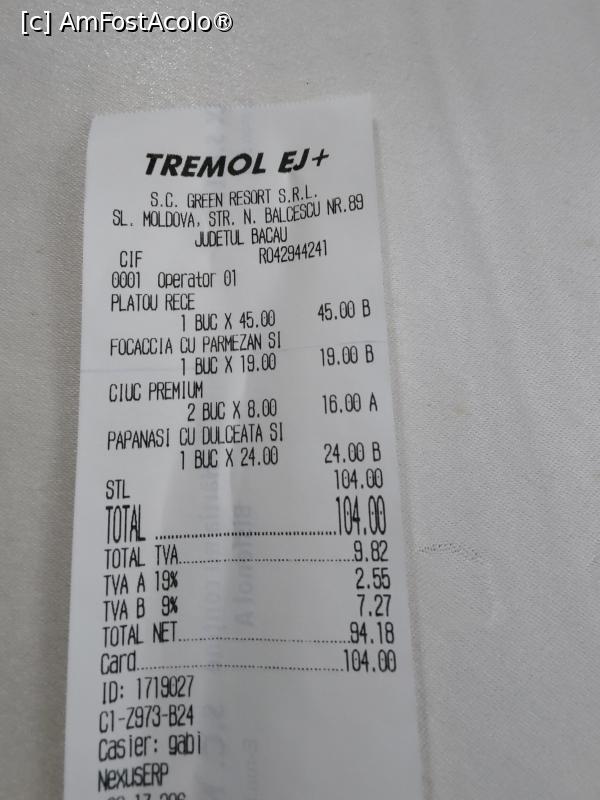 [c] AmFostAcolo®
TREMOL EJ+
S.C. GREEN RESORT S.R.L.
SL. MOLDOVA, STR. N. BALCESCU NR.89
JUDETUL BACAU
CIF RO42944241
0001 Operator 01
PLATOU RECE
1 BUC X 45.00 45.00 B
FOCACCIA CU PARMEZAN SI
1 BUC X 19.00 19.00 B
CIUC PREMIUM
2 BUC X 8.00 16.00 A
PAPANASI CU DULCEATA SI
1 BUC X 24.00 24.00 B
STL 104.00
TOTAL ........................104.00
TOTAL TVA........................9.82
TVA A 19% 2.55
TVA B 9% 7.27
TOTAL NET........................94.18
Card........................104.00
ID: 1719027
C1-Z973-B24
Casier: gabi
NexusERP